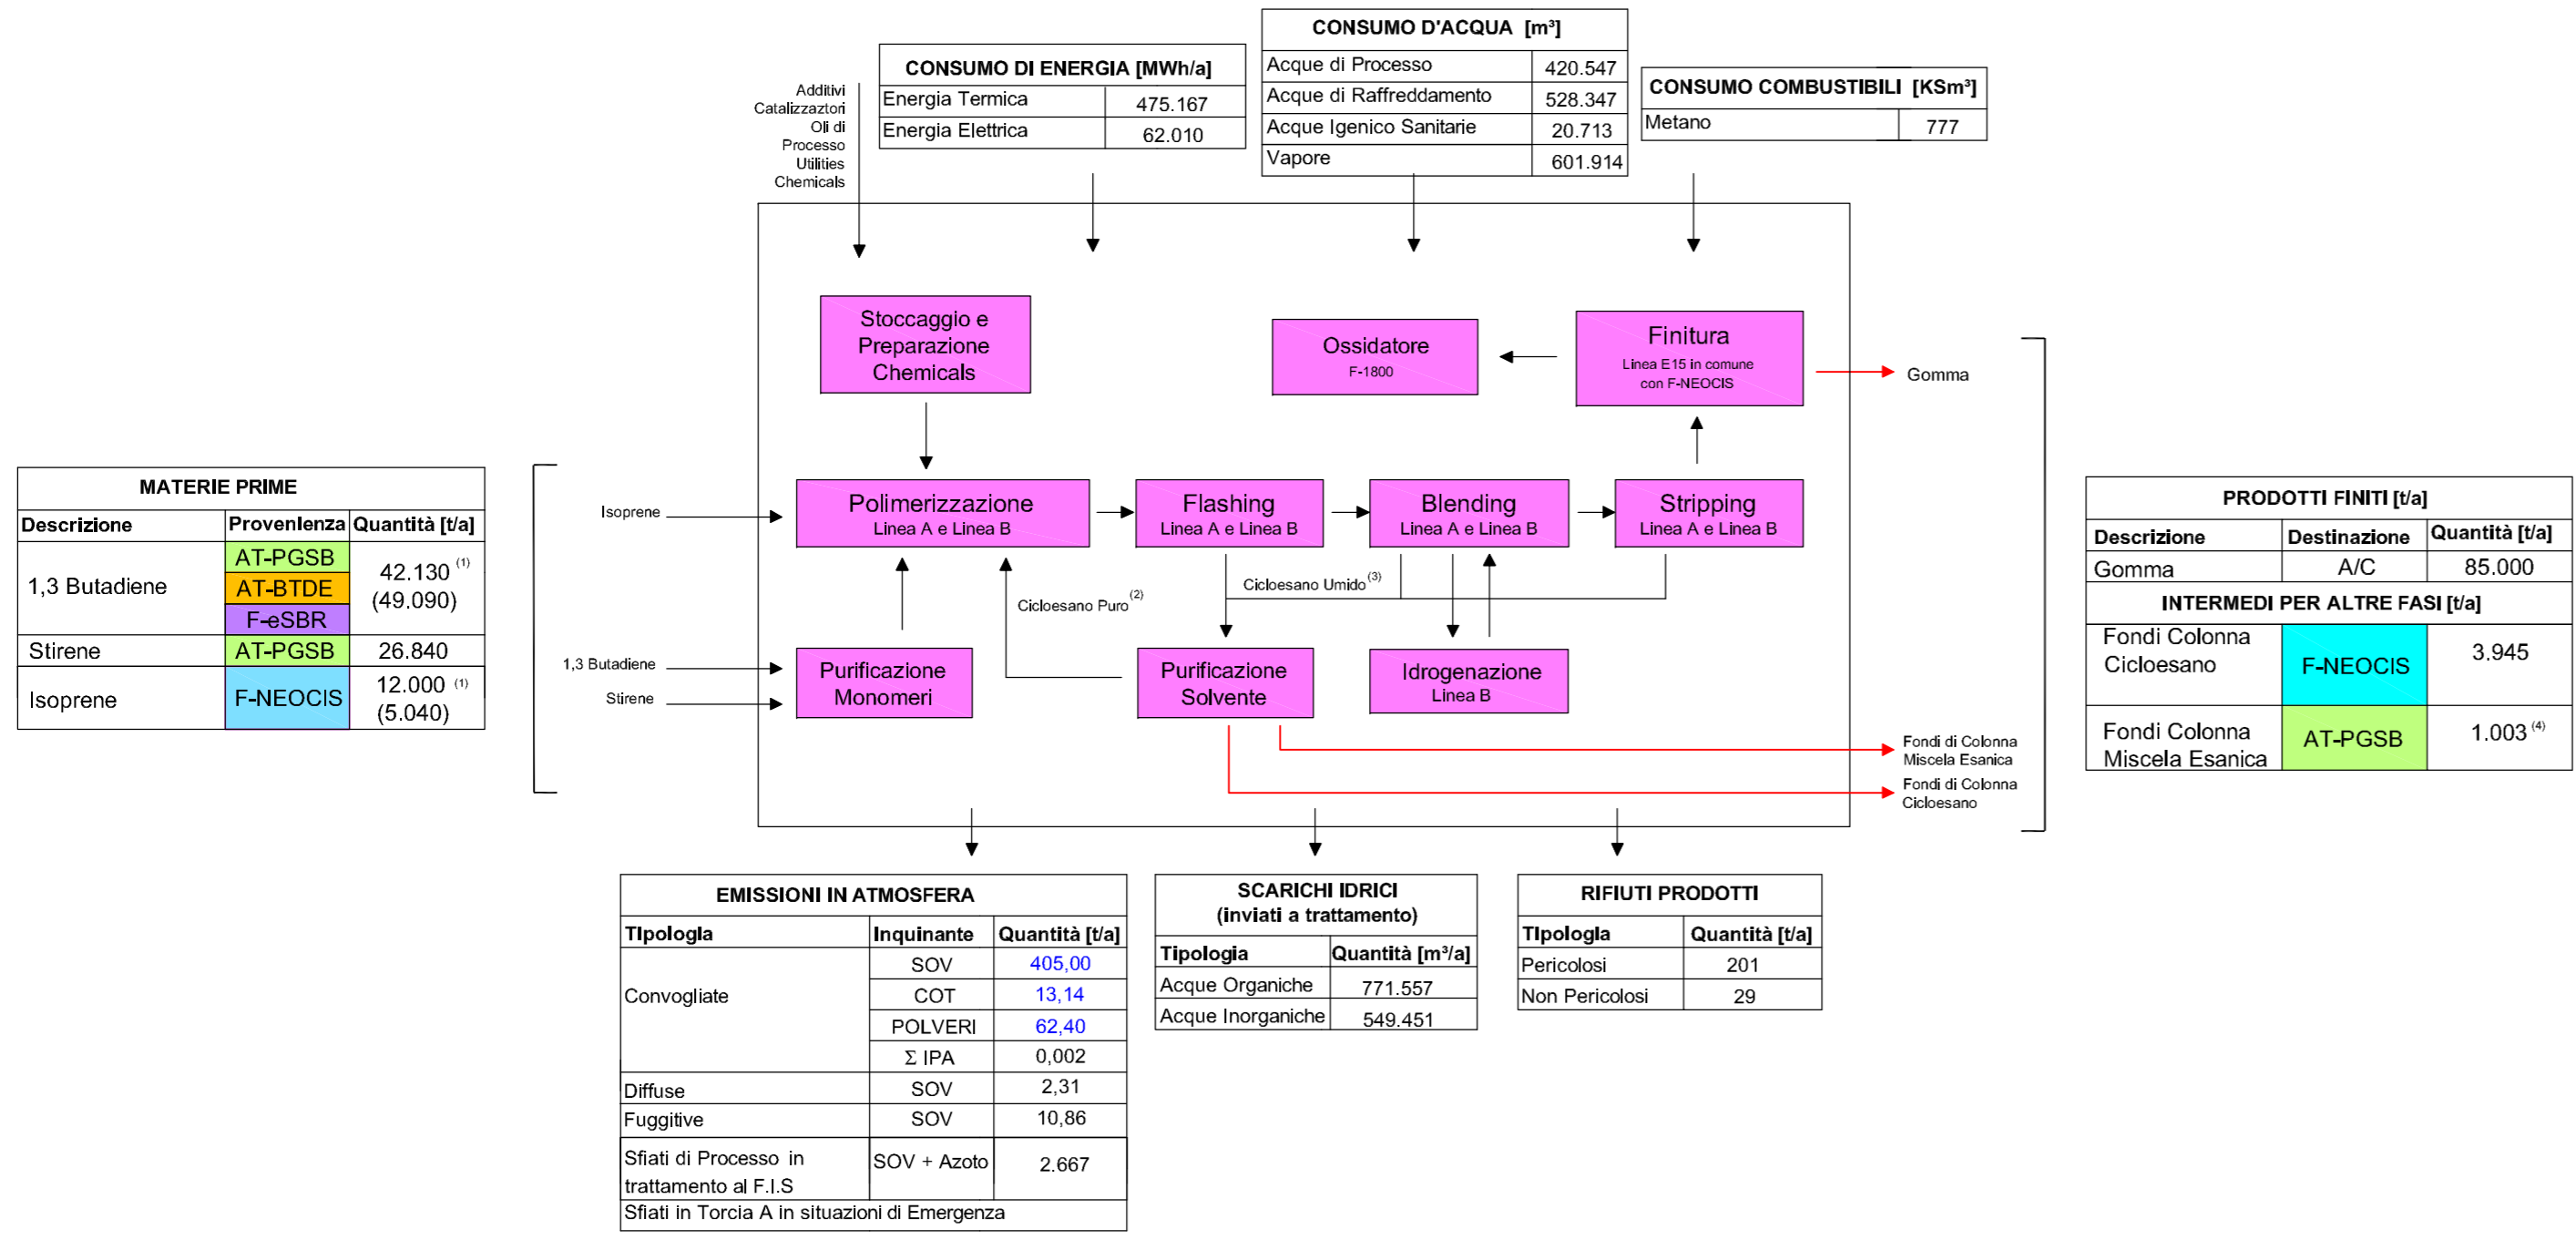 CONSUMO D'ACQUA [m³]
Acque di Processo 420.547
Acque di Raffreddamento 528.347
Acque Igenico Sanitarie 20.713
Vapore 601.914
CONSUMO DI ENERGIA [MWh/a]
Energia Termica 475.167
Energia Elettrica 62.010
CONSUMO COMBUSTIBILI [KSm³]
Metano 777
Additivi
Catalizzaztori
Oli di
Processo
Utilities
Chemicals
Stoccaggio e
Preparazione
Chemicals
Ossidatore
F-1800
Finitura
Linea E15 in comune
con F-NEOCIS
Gomma
MATERIE PRIME
Descrizione Provenienza Quantità [t/a]
1,3 Butadiene
AT-PGSB
AT-BTDE
F-eSBR
42.130 (1)
(49.090)
Stirene AT-PGSB 26.840
Isoprene F-NEOCIS
12.000 (1)
(5.040)
Isoprene
Polimerizzazione
Linea A e Linea B
Flashing
Linea A e Linea B
Blending
Linea A e Linea B
Stripping
Linea A e Linea B
Cicloesano Umido (3)
Cicloesano Puro (2)
1,3 Butadiene
Stirene
Purificazione
Monomeri
Purificazione
Solvente
Idrogenazione
Linea B
Fondi di Colonna
Miscela Esanica
Fondi di Colonna
Cicloesano
PRODOTTI FINITI [t/a]
Descrizione Destinazione Quantità [t/a]
Gomma A/C 85.000
INTERMEDI PER ALTRE FASI [t/a]
Fondi Colonna
Cicloesano
F-NEOCIS 3.945
Fondi Colonna
Miscela Esanica
AT-PGSB 1.003 (4)
EMISSIONI IN ATMOSFERA
Tipologia Inquinante Quantità [t/a]
Convogliate
SOV 405,00
COT 13,14
POLVERI 62,40
Σ IPA 0,002
Diffuse SOV 2,31
Fuggitive SOV 10,86
Sfiati di Processo in
trattamento al F.I.S
SOV + Azoto 2.667
Sfiati in Torcia A in situazioni di Emergenza
SCARICHI IDRICI
(inviati a trattamento)
Tipologia Quantità [m³/a]
Acque Organiche 771.557
Acque Inorganiche 549.451
RIFIUTI PRODOTTI
Tipologia Quantità [t/a]
Pericolosi 201
Non Pericolosi 29